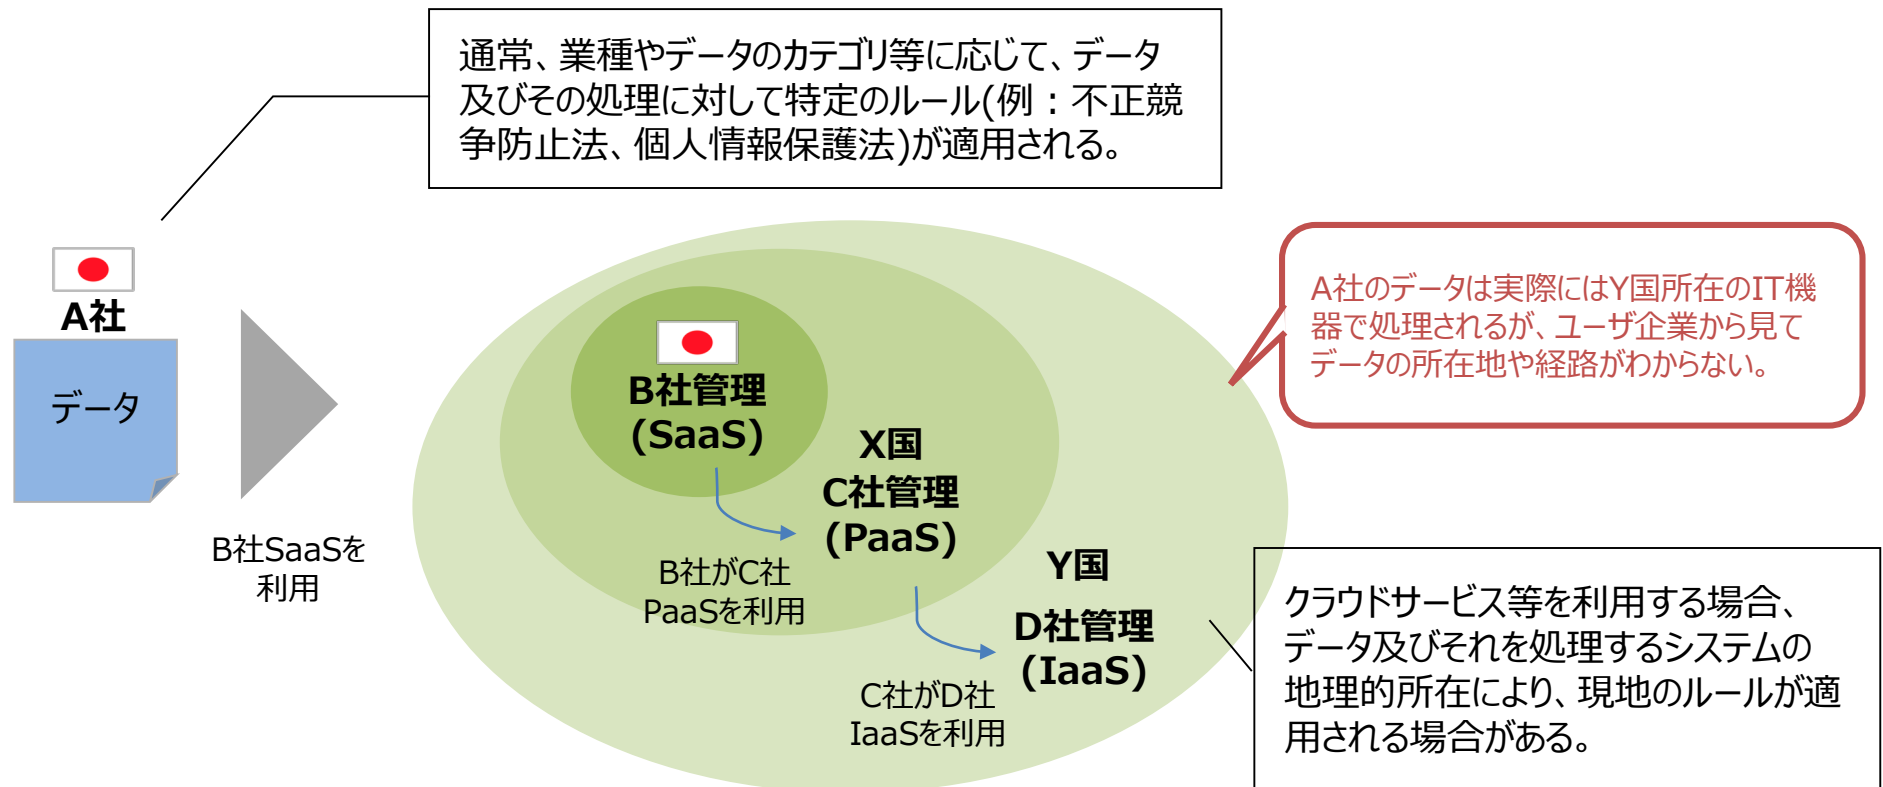 通常、業種やデータのカテゴリ等に応じて、データ
及びその処理に対して特定のルール(例：不正競
争防止法、個人情報保護法)が適用される。
A社
データ
B社SaaSを
利用
B社管理
(SaaS)
B社がC社
PaaSを利用
X国
C社管理
(PaaS)
C社がD社
IaaSを利用
Y国
D社管理
(IaaS)
A社のデータは実際にはY国所在のIT機
器で処理されるが、ユーザ企業から見て
データの所在地や経路がわからない。
クラウドサービス等を利用する場合、
データ及びそれを処理するシステムの
地理的所在により、現地のルールが適
用される場合がある。